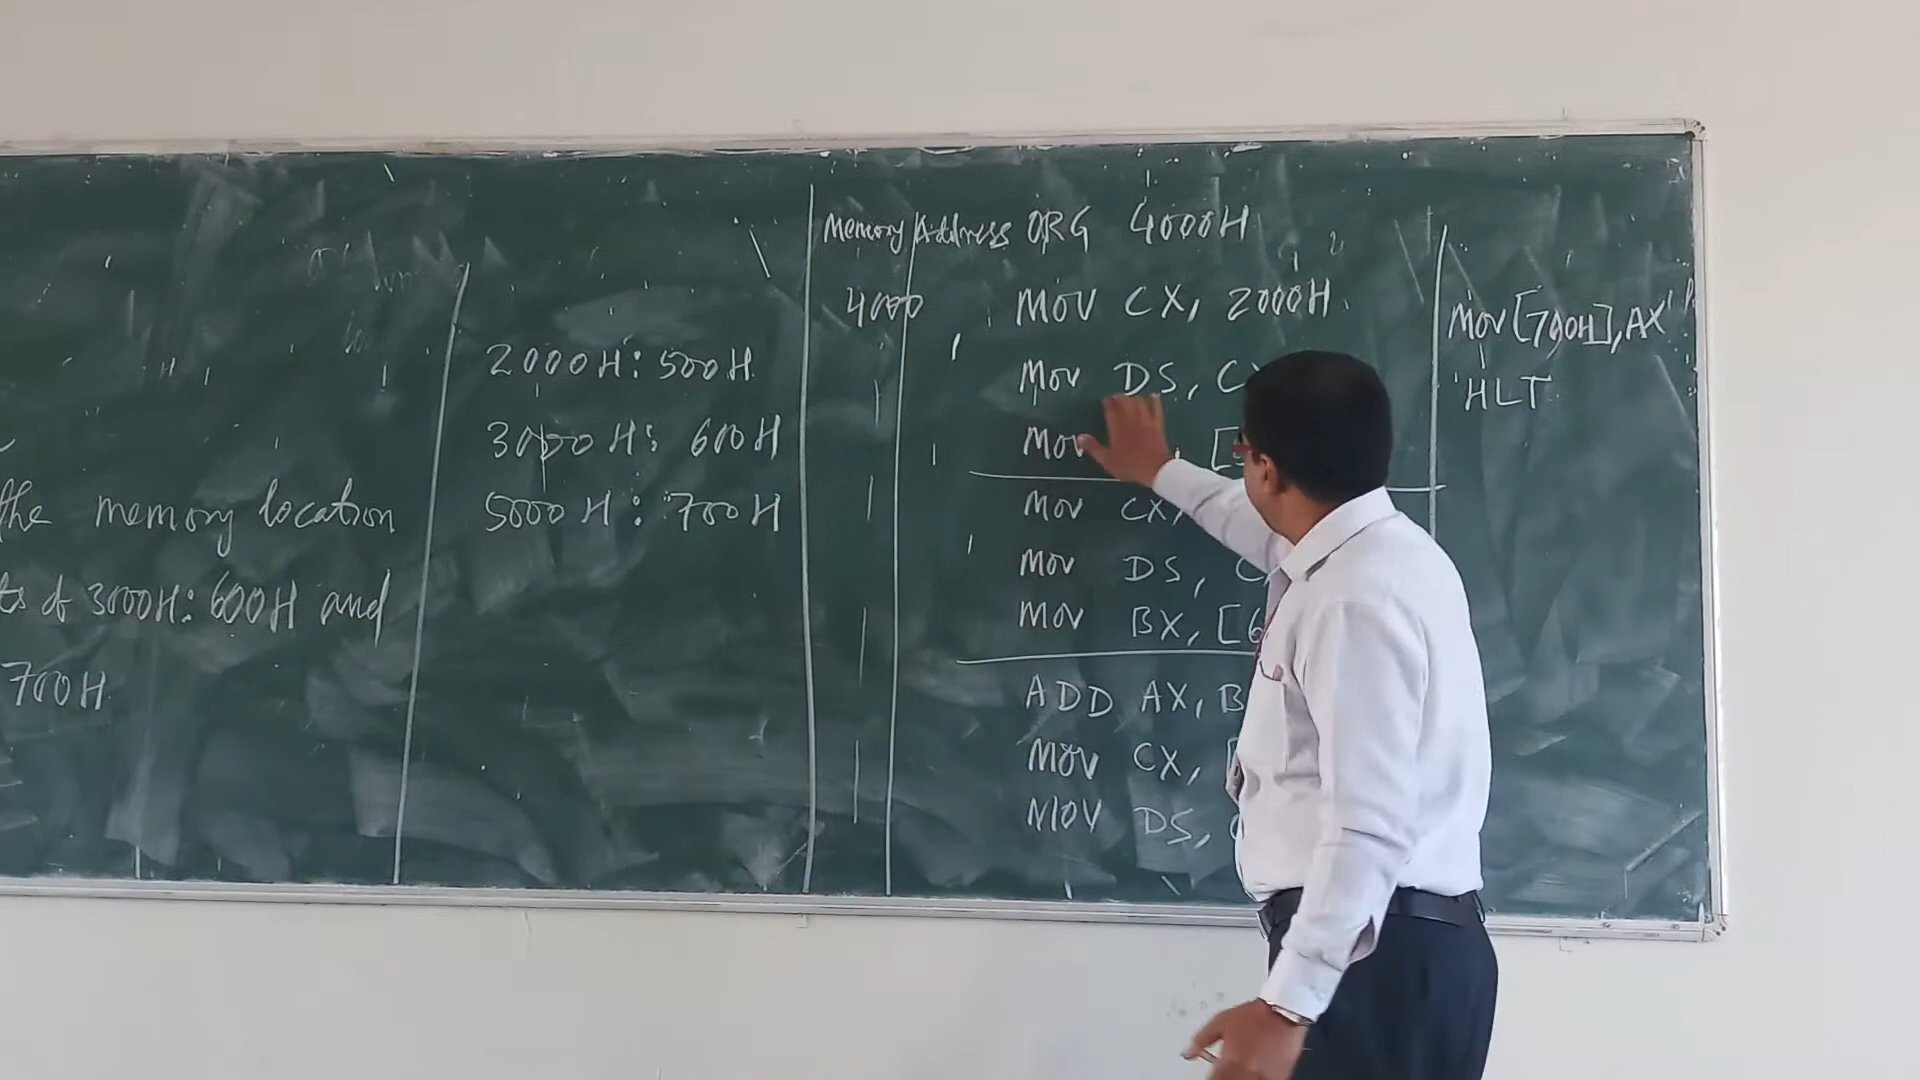 the memory location
ts of 3000H: 600H and
700H
2000H: 500H
3000H: 600H
5000H: 700H
Memory Address ORG 4000H
4000 MOV CX, 2000H
MOV DS, C
MOV , [
MOV CX,
MOV DS, C
MOV BX, [6
ADD AX, B
MOV CX, [
MOV DS,
MOV [700H], AX
HLT